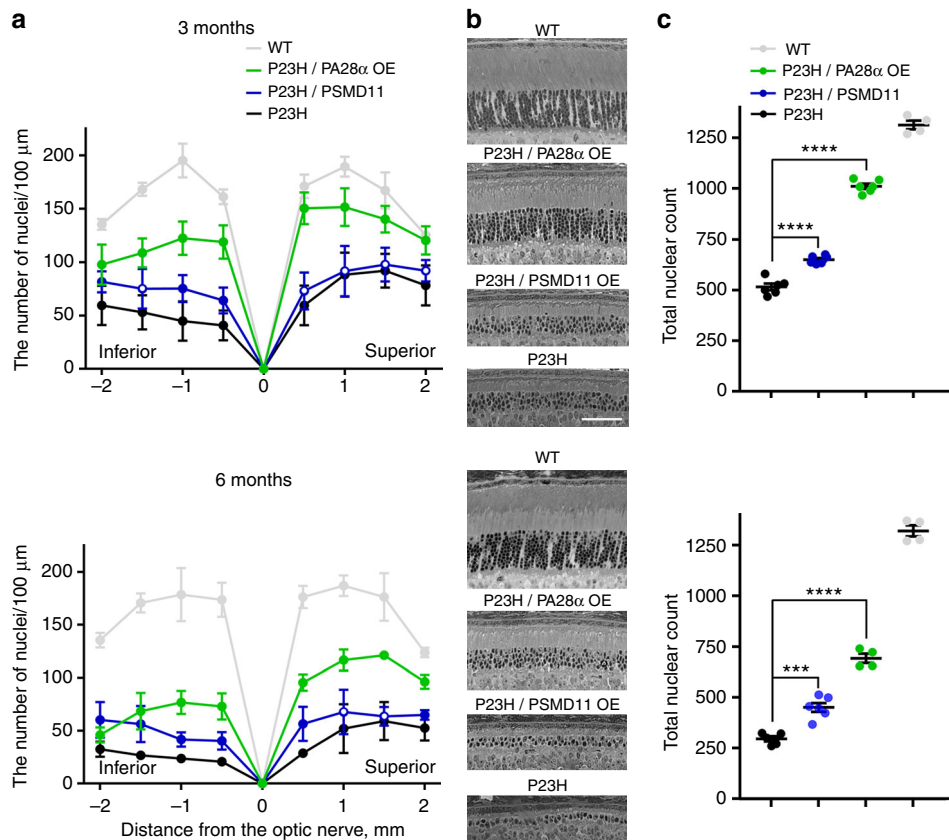 a
3 months
WT
P23H / PA28α OE
P23H / PSMD11
P23H
The number of nuclei/100 μm
200
150
100
50
0
Inferior
Superior
−2
−1
0
1
2
b
WT
P23H / PA28α OE
P23H / PSMD11 OE
P23H
c
WT
P23H / PA28α OE
P23H / PSMD11
P23H
Total nuclear count
1250
1000
750
500
250
0
****
****
6 months
The number of nuclei/100 μm
200
150
100
50
0
Inferior
Superior
−2
−1
0
1
2
Distance from the optic nerve, mm
WT
P23H / PA28α OE
P23H / PSMD11 OE
P23H
Total nuclear count
1250
1000
750
500
250
0
****
***